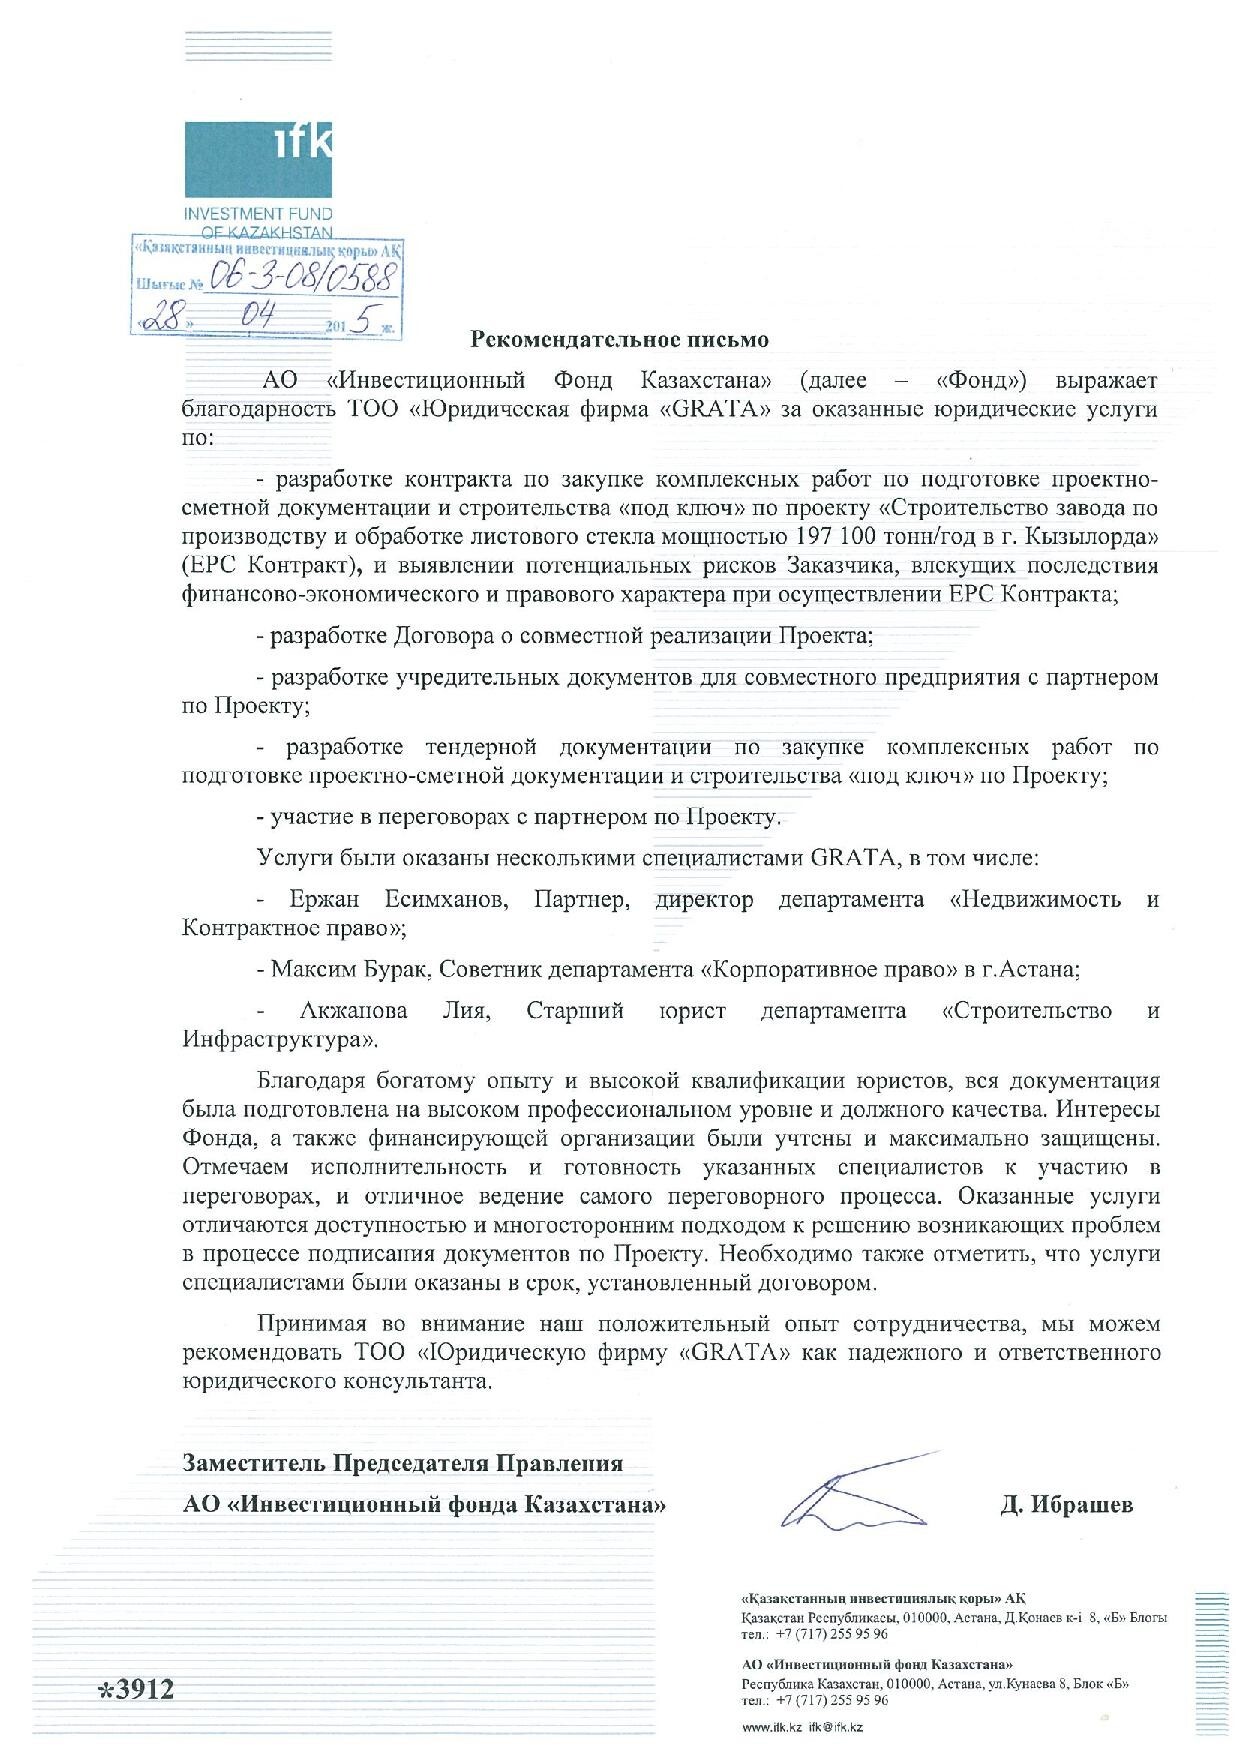 ifk
INVESTMENT FUND
OF KAZAKHSTAN
«Қазақстанның инвестициялық қоры» АҚ
Шығыс № 06-3-08/0588
«28» 04 2015 ж.
Рекомендательное письмо
АО «Инвестиционный Фонд Казахстана» (далее – «Фонд») выражает
благодарность ТОО «Юридическая фирма «GRATA» за оказанные юридические услуги
по:
- разработке контракта по закупке комплексных работ по подготовке проектно-
сметной документации и строительства «под ключ» по проекту «Строительство завода по
производству и обработке листового стекла мощностью 197 100 тонн/год в г. Кызылорда»
(ЕРС Контракт), и выявлении потенциальных рисков Заказчика, влекущих последствия
финансово-экономического и правового характера при осуществлении ЕРС Контракта;
- разработке Договора о совместной реализации Проекта;
- разработке учредительных документов для совместного предприятия с партнером
по Проекту;
- разработке тендерной документации по закупке комплексных работ по
подготовке проектно-сметной документации и строительства «под ключ» по Проекту;
- участие в переговорах с партнером по Проекту.
Услуги были оказаны несколькими специалистами GRATA, в том числе:
- Ержан Есимханов, Партнер, директор департамента «Недвижимость и
Контрактное право»;
- Максим Бурак, Советник департамента «Корпоративное право» в г.Астана;
- Акжанова Лия, Старший юрист департамента «Строительство и
Инфраструктура».
Благодаря богатому опыту и высокой квалификации юристов, вся документация
была подготовлена на высоком профессиональном уровне и должного качества. Интересы
Фонда, а также финансирующей организации были учтены и максимально защищены.
Отмечаем исполнительность и готовность указанных специалистов к участию в
переговорах, и отличное ведение самого переговорного процесса. Оказанные услуги
отличаются доступностью и многосторонним подходом к решению возникающих проблем
в процессе подписания документов по Проекту. Необходимо также отметить, что услуги
специалистами были оказаны в срок, установленный договором.
Принимая во внимание наш положительный опыт сотрудничества, мы можем
рекомендовать ТОО «Юридическую фирму «GRATA» как надежного и ответственного
юридического консультанта.
Заместитель Председателя Правления
АО «Инвестиционный фонда Казахстана» Д. Ибрашев
«Қазақстанның инвестициялық қоры» АҚ
Қазақстан Республикасы, 010000, Астана, Д.Қонаев к-і 8, «Б» Блогы
тел.: +7 (717) 255 95 96
АО «Инвестиционный фонд Казахстана»
Республика Казахстан, 010000, Астана, ул.Кунаева 8, Блок «Б»
тел.: +7 (717) 255 95 96
www.ifk.kz ifk@ifk.kz
*3912